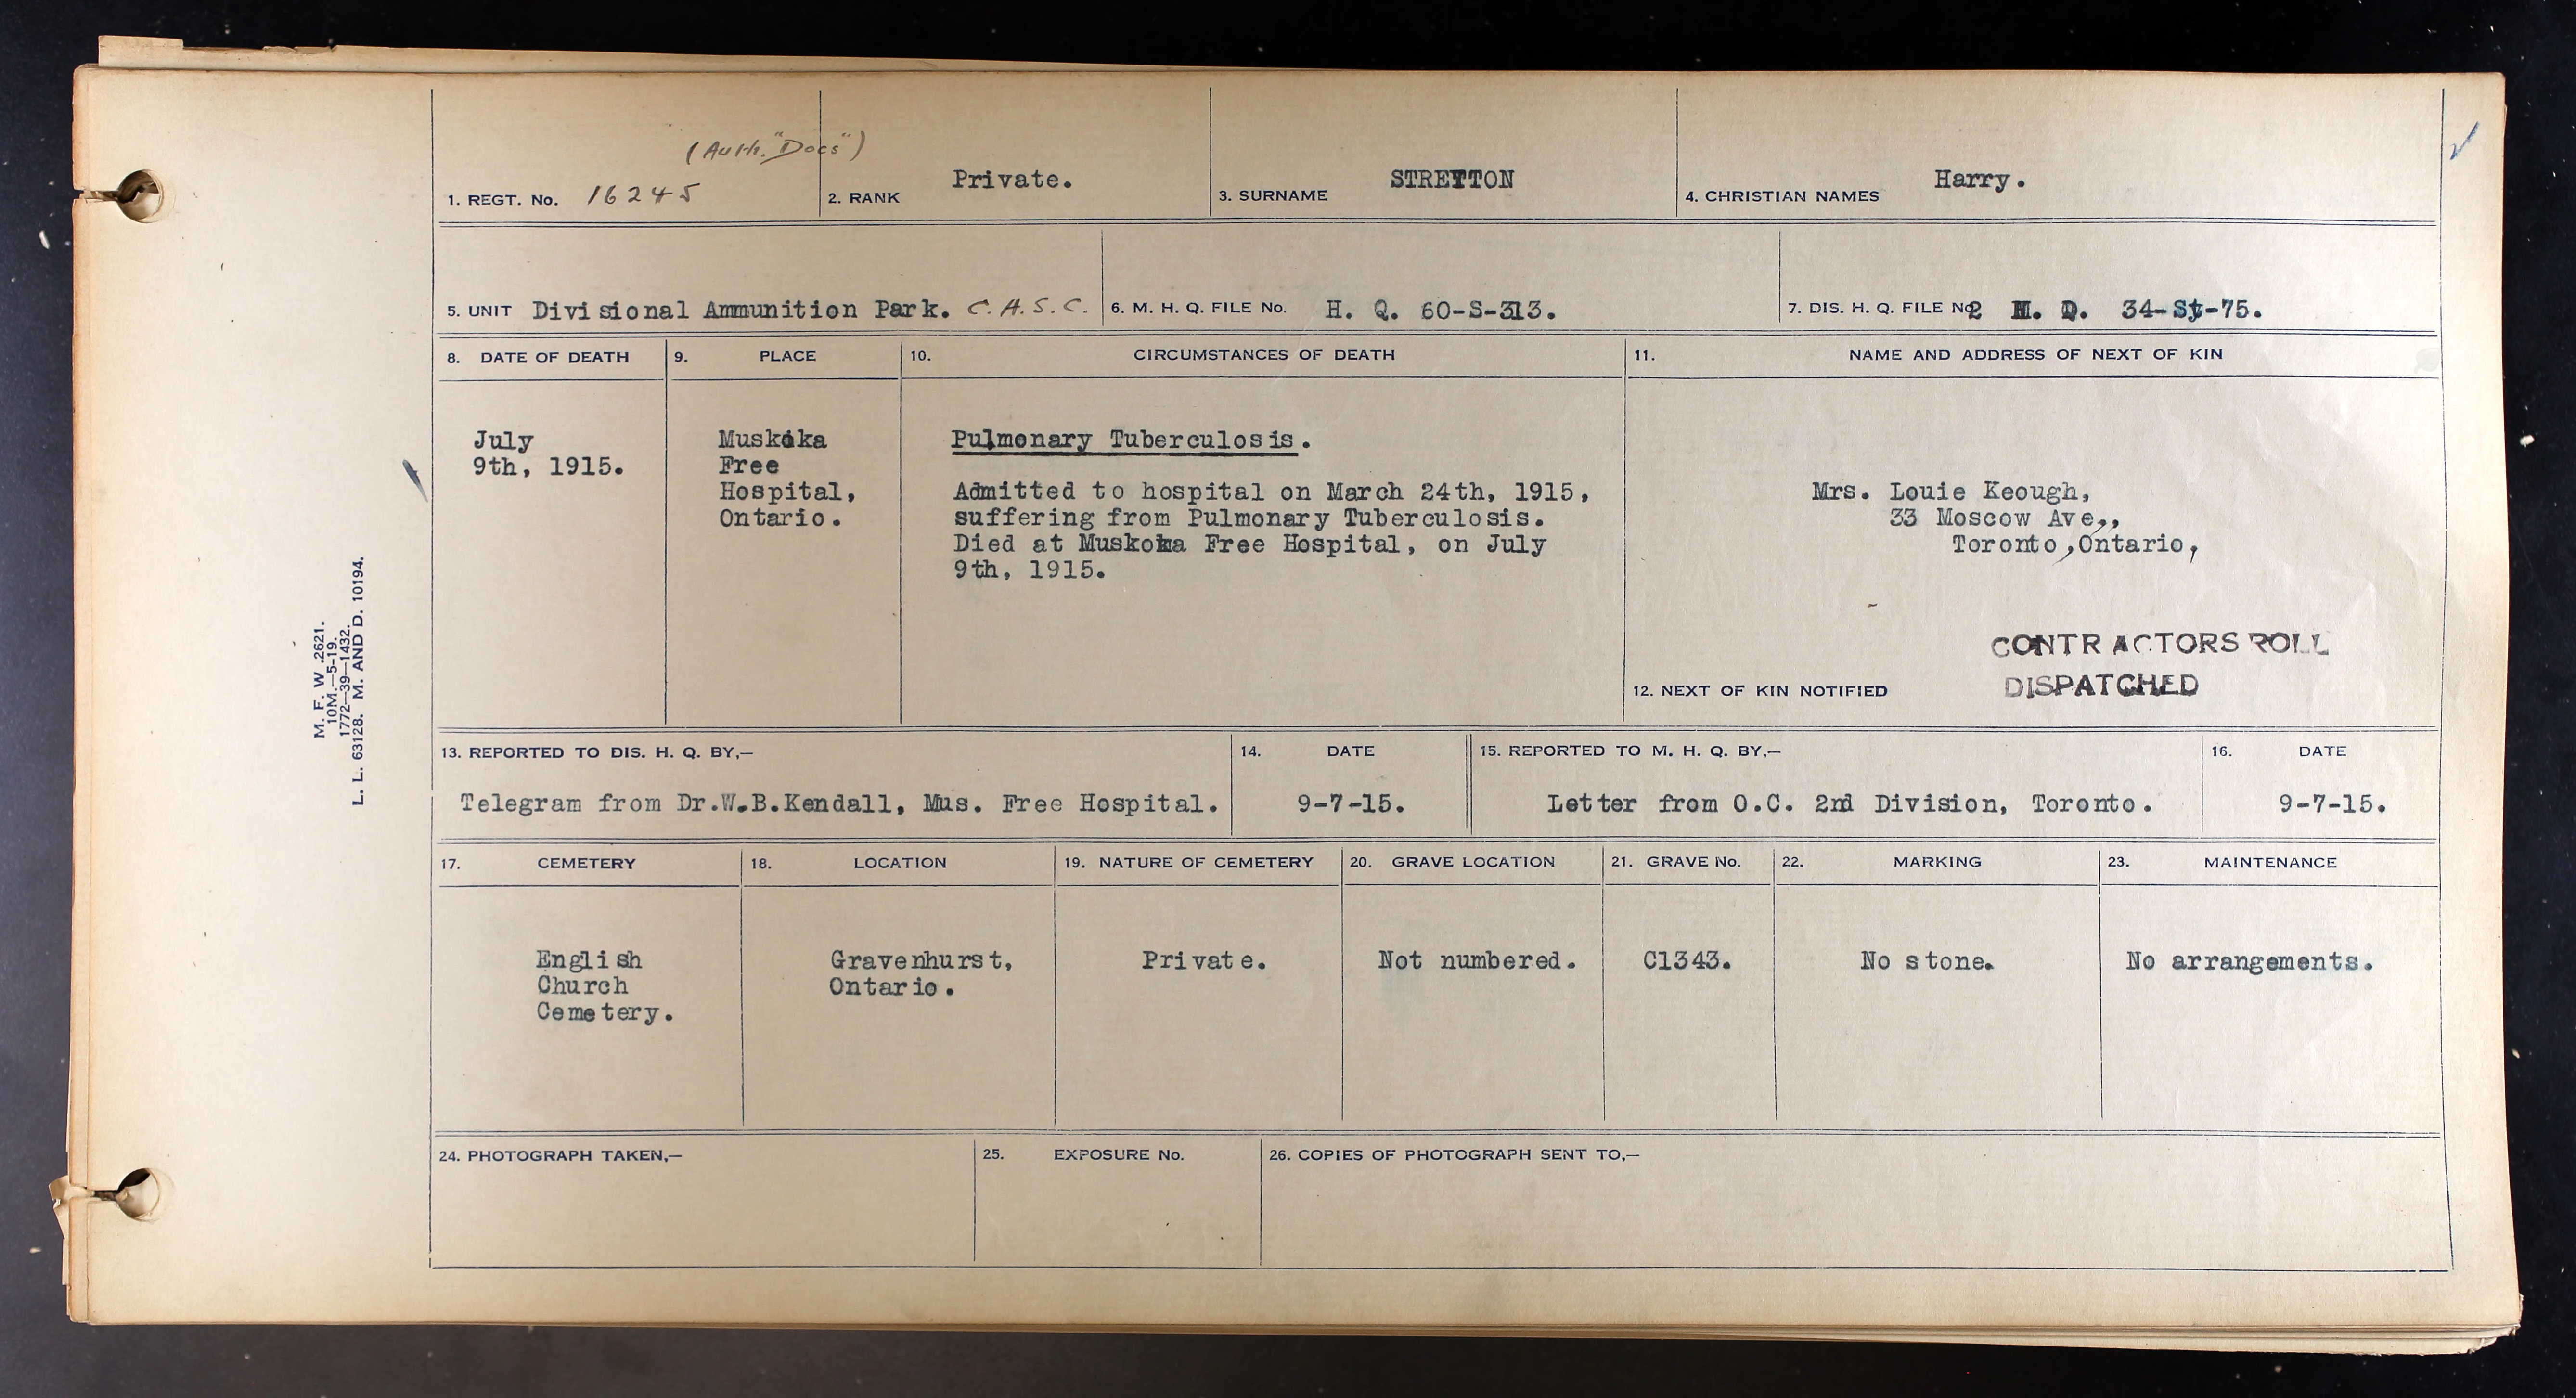 (Auth. "Docs")
1. REGT. No. 16245
2. RANK Private.
3. SURNAME STRETTON
4. CHRISTIAN NAMES Harry.
5. UNIT Divisional Ammunition Park. C.A.S.C.
6. M. H. Q. FILE No. H. Q. 60-S-313.
7. DIS. H. Q. FILE No 2 M. D. 34-St-75.
8. DATE OF DEATH
July
9th, 1915.
9. PLACE
Muskoka
Free
Hospital,
Ontario.
10. CIRCUMSTANCES OF DEATH
Pulmonary Tuberculosis.
Admitted to hospital on March 24th, 1915,
suffering from Pulmonary Tuberculosis.
Died at Muskoka Free Hospital, on July
9th, 1915.
11. NAME AND ADDRESS OF NEXT OF KIN
Mrs. Louie Keough,
33 Moscow Ave.,,
Toronto,Ontario,
CONTRACTORS ROLL
DISPATCHED
12. NEXT OF KIN NOTIFIED
13. REPORTED TO DIS. H. Q. BY,—
Telegram from Dr.W.B.Kendall, Mus. Free Hospital.
14. DATE
9-7-15.
15. REPORTED TO M. H. Q. BY,—
Letter from O.C. 2nd Division, Toronto.
16. DATE
9-7-15.
17. CEMETERY
English
Church
Cemetery.
18. LOCATION
Gravenhurst,
Ontario.
19. NATURE OF CEMETERY
Private.
20. GRAVE LOCATION
Not numbered.
21. GRAVE No.
C1343.
22. MARKING
No stone.
23. MAINTENANCE
No arrangements.
24. PHOTOGRAPH TAKEN,—
25. EXPOSURE No.
26. COPIES OF PHOTOGRAPH SENT TO,—
M. F. W. 2621.
10M.—5-19.
1772—39—1432.
L. L. 63128. M. AND D. 10194.